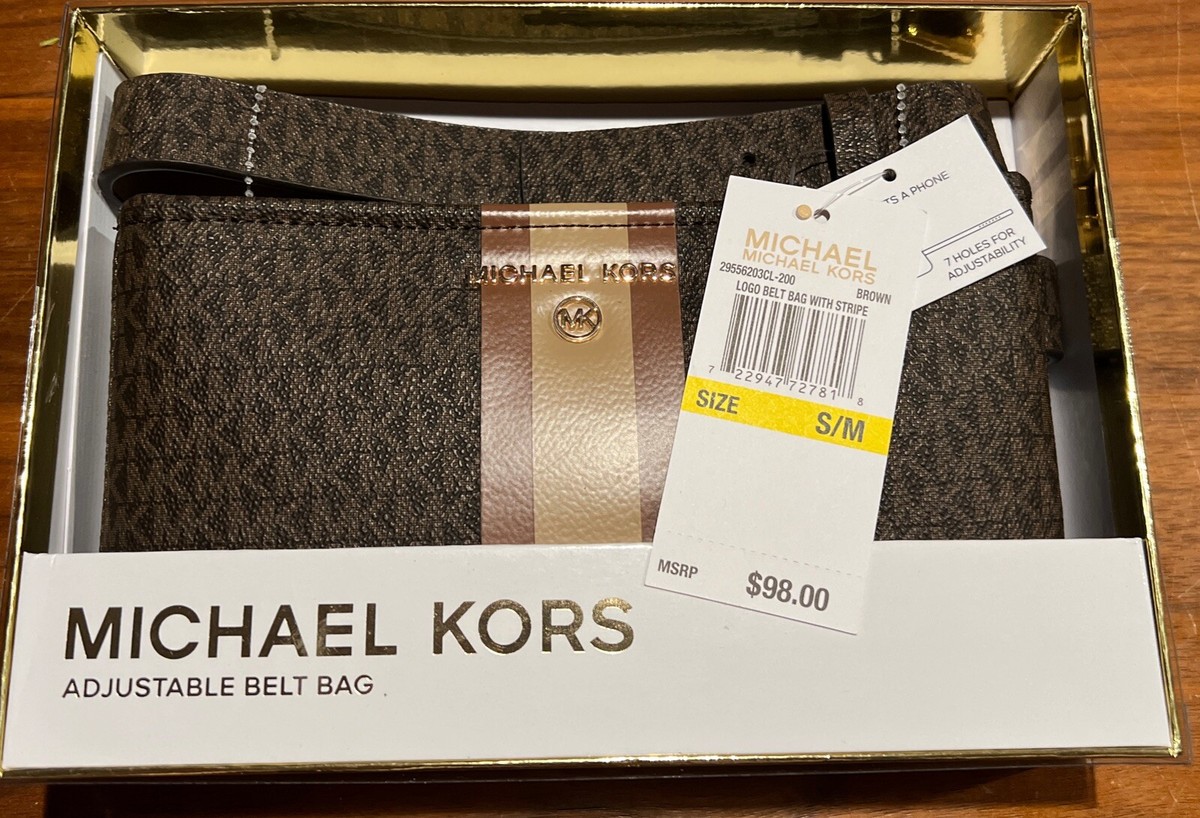 MICHAEL KORS
MK
MICHAEL
MICHAEL KORS
29556203CL-200
BROWN
LOGO BELT BAG WITH STRIPE
7 22947 72781 8
SIZE S/M
MSRP $98.00
A PHONE
7 HOLES FOR
ADJUSTABILITY
MICHAEL KORS
ADJUSTABLE BELT BAG